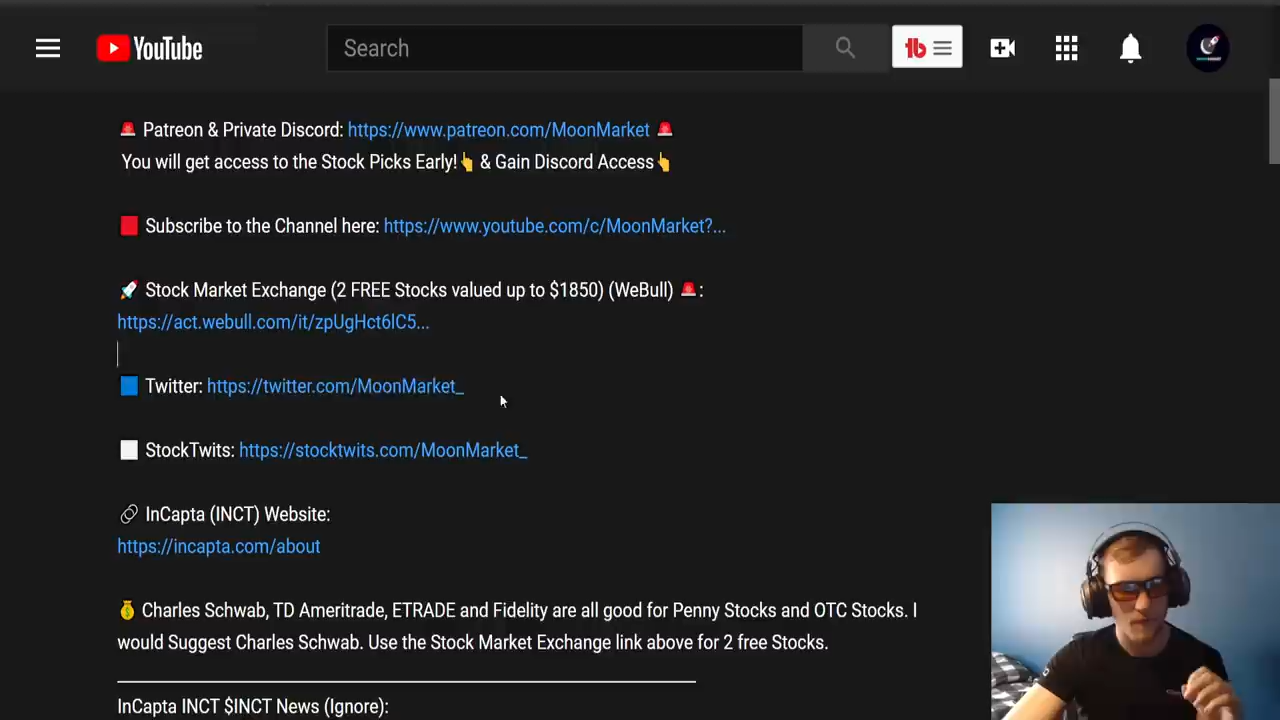 YouTube
Search
tb
🚨 Patreon & Private Discord: https://www.patreon.com/MoonMarket 🚨
You will get access to the Stock Picks Early!👆 & Gain Discord Access👆
🟥 Subscribe to the Channel here: https://www.youtube.com/c/MoonMarket?...
🚀 Stock Market Exchange (2 FREE Stocks valued up to $1850) (WeBull) 🚨:
https://act.webull.com/it/zpUgHct6lC5...
🟦 Twitter: https://twitter.com/MoonMarket_
⬜ StockTwits: https://stocktwits.com/MoonMarket_
🔗 InCapta (INCT) Website:
https://incapta.com/about
💰 Charles Schwab, TD Ameritrade, ETRADE and Fidelity are all good for Penny Stocks and OTC Stocks. I
would Suggest Charles Schwab. Use the Stock Market Exchange link above for 2 free Stocks.
InCapta INCT $INCT News (Ignore):